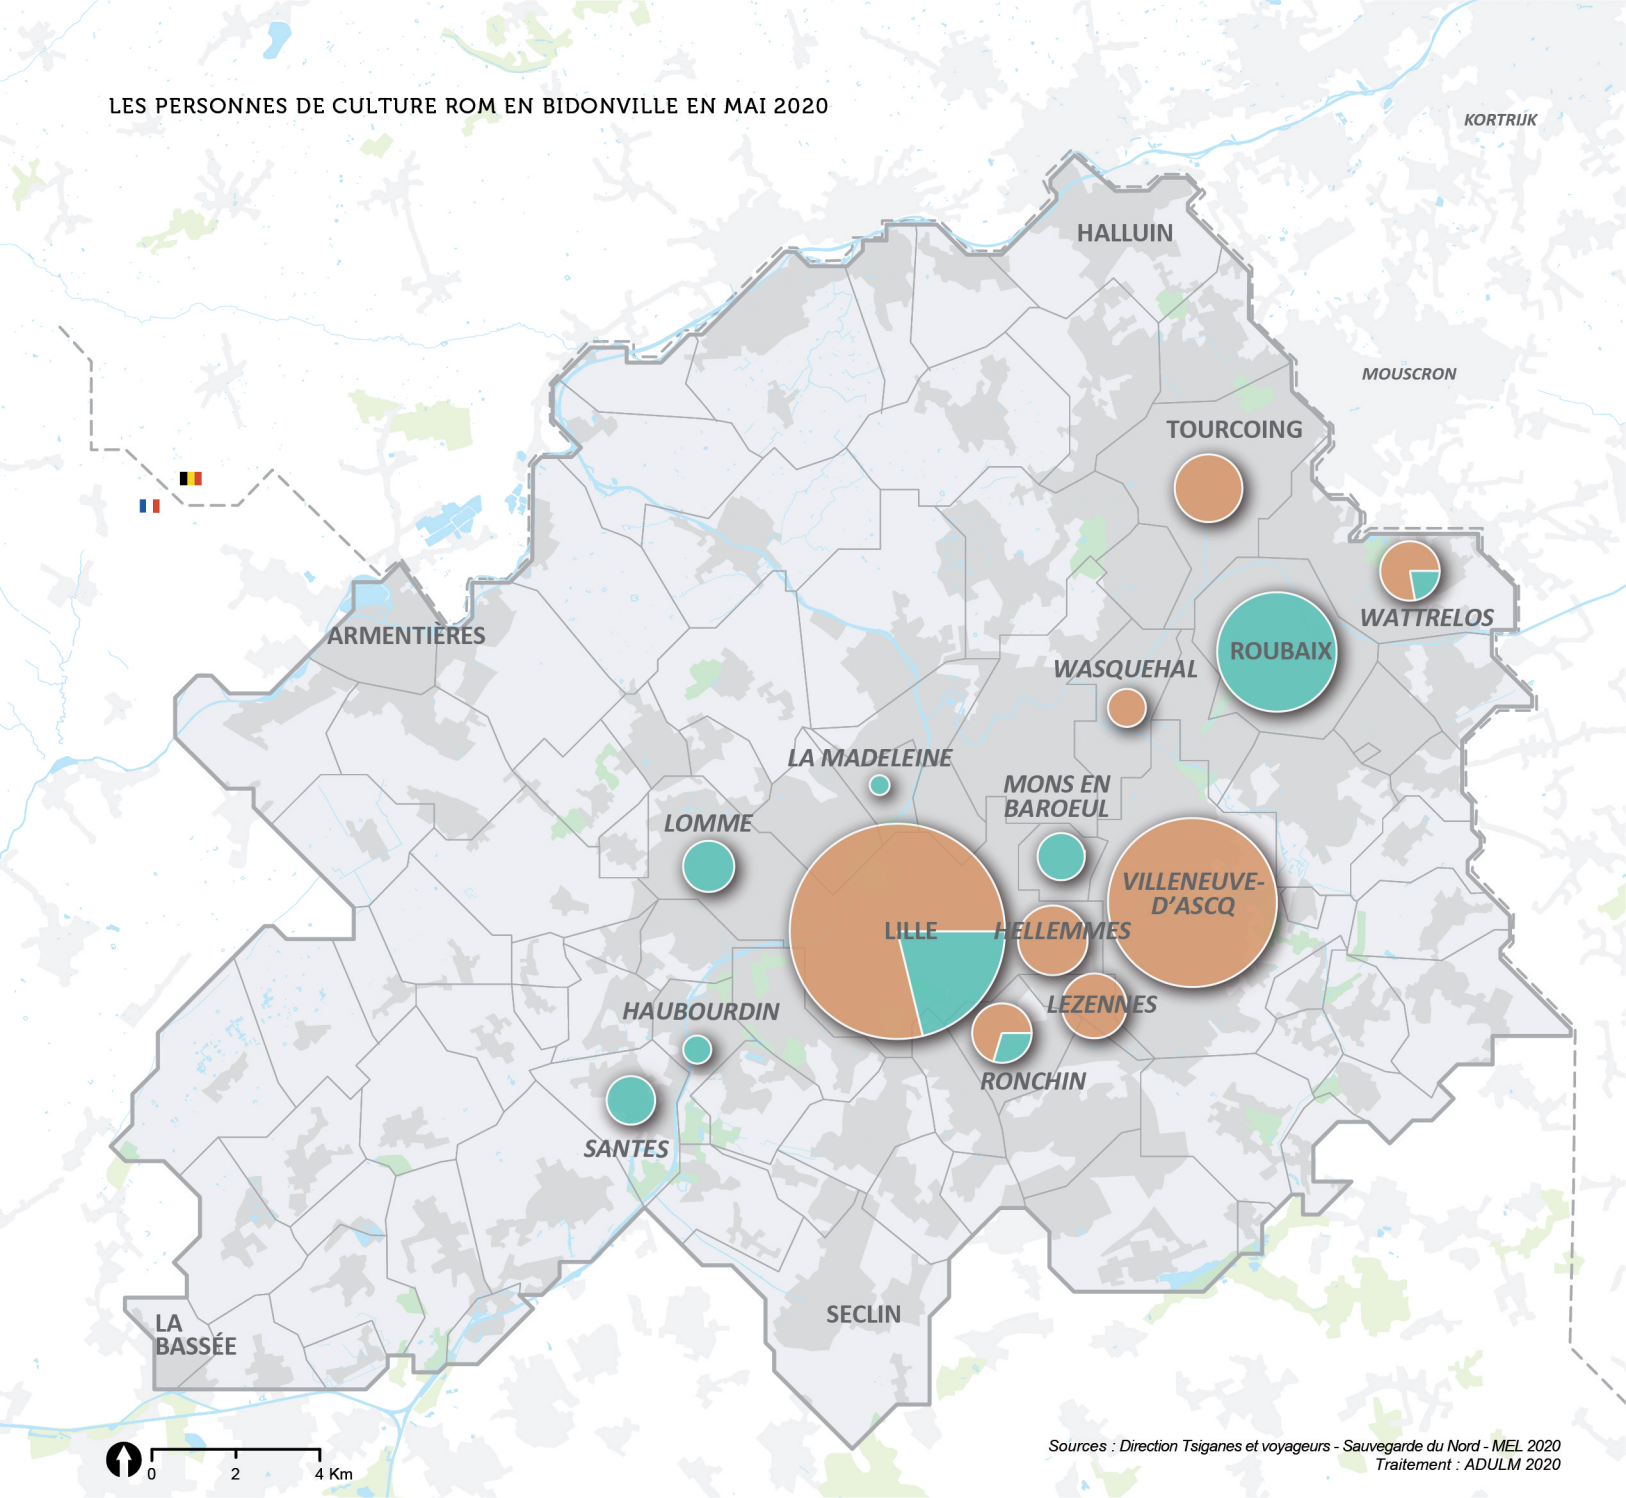 LES PERSONNES DE CULTURE ROM EN BIDONVILLE EN MAI 2020
KORTRIJK
HALLUIN
MOUSCRON
TOURCOING
WATTRELOS
ARMENTIÈRES
ROUBAIX
WASQUEHAL
LA MADELEINE
MONS EN
BAROEUL
LOMME
VILLENEUVE-
D'ASCQ
LILLE
HELLEMMES
HAUBOURDIN
LEZENNES
RONCHIN
SANTES
SECLIN
LA
BASSÉE
0 2 4 Km
Sources : Direction Tsiganes et voyageurs - Sauvegarde du Nord - MEL 2020
Traitement : ADULM 2020